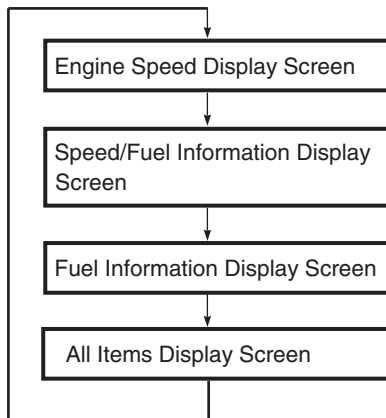 Engine Speed Display Screen
Speed/Fuel Information Display
Screen
Fuel Information Display Screen
All Items Display Screen